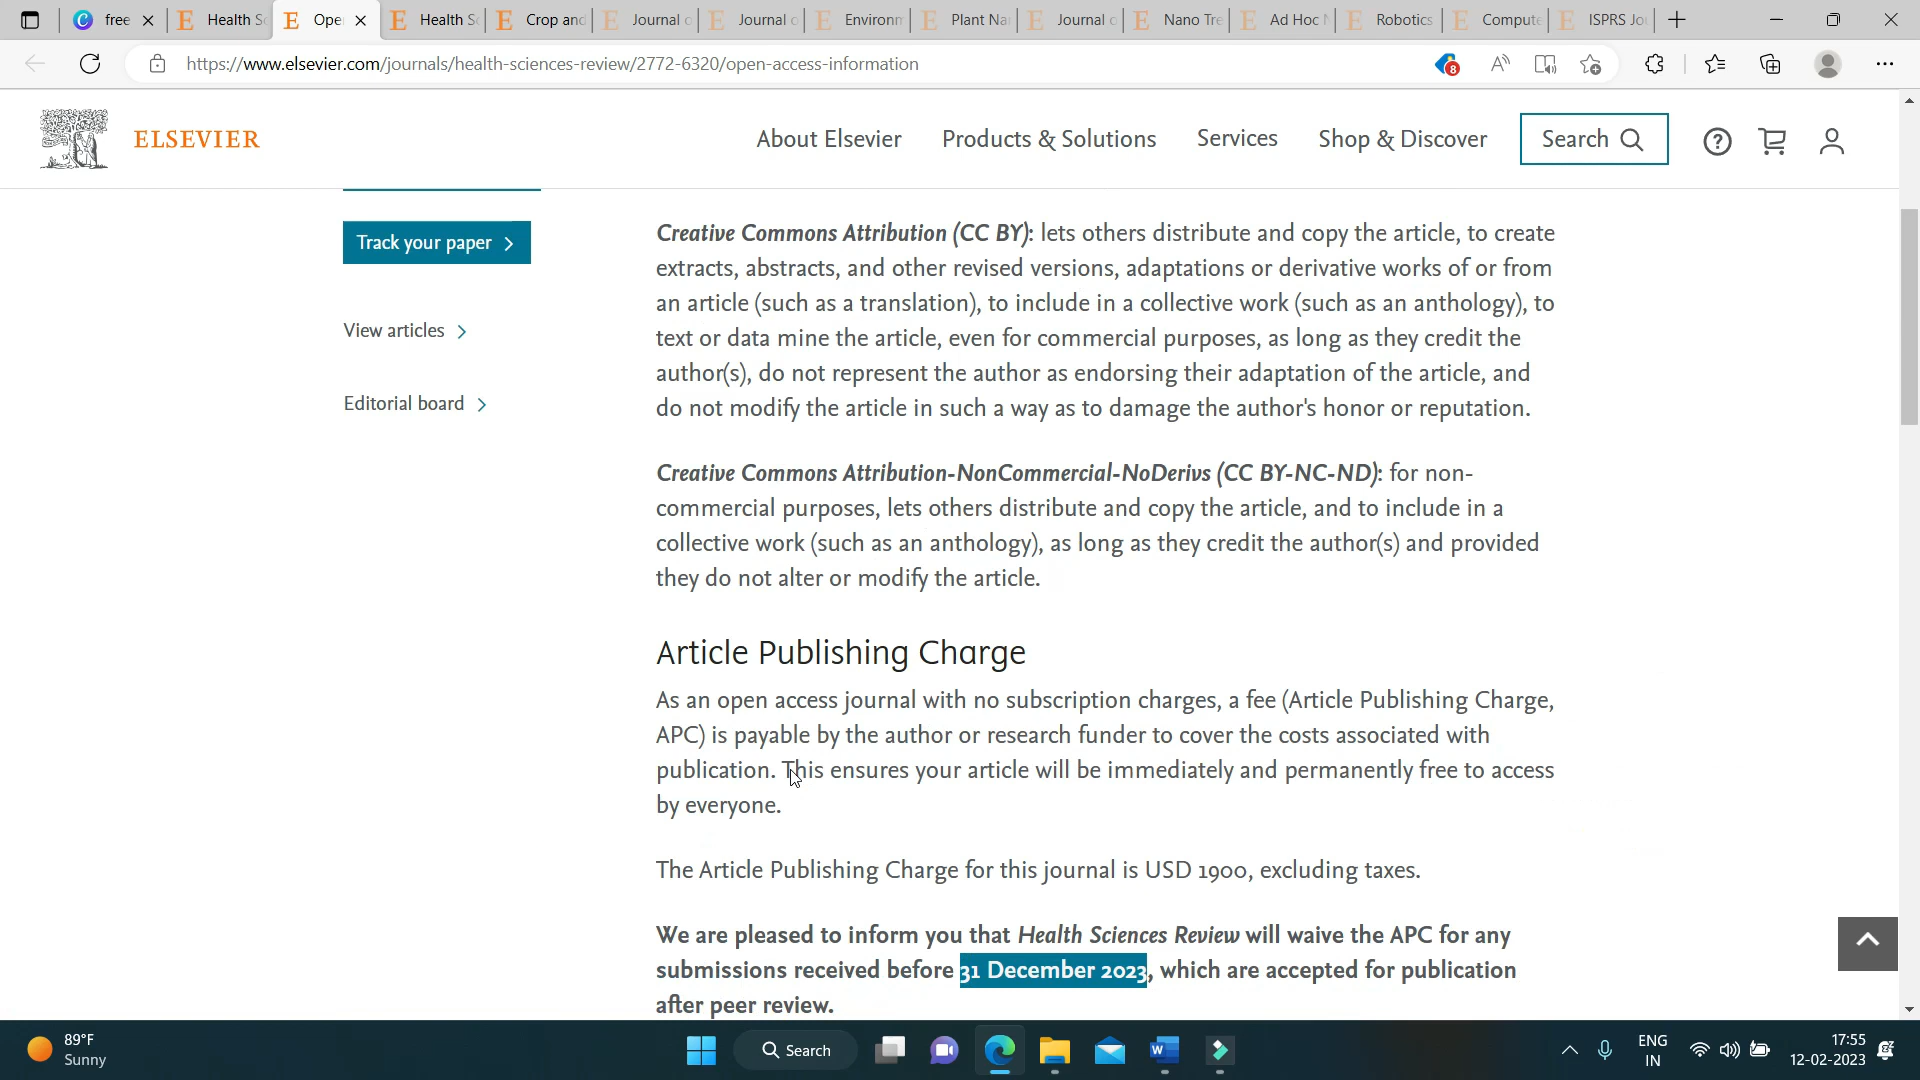 free
Health Sc
Ope
Health Sc
Crop and
Journal o
Journal o
Environm
Plant Na
Journal o
Nano Tre
Ad Hoc N
Robotics
Compute
ISPRS Jou
https://www.elsevier.com/journals/health-sciences-review/2772-6320/open-access-information
8
ELSEVIER
About Elsevier
Products & Solutions
Services
Shop & Discover
Search
Track your paper
View articles
Editorial board
Creative Commons Attribution (CC BY): lets others distribute and copy the article, to create
extracts, abstracts, and other revised versions, adaptations or derivative works of or from
an article (such as a translation), to include in a collective work (such as an anthology), to
text or data mine the article, even for commercial purposes, as long as they credit the
author(s), do not represent the author as endorsing their adaptation of the article, and
do not modify the article in such a way as to damage the author's honor or reputation.
Creative Commons Attribution-NonCommercial-NoDerivs (CC BY-NC-ND): for non-
commercial purposes, lets others distribute and copy the article, and to include in a
collective work (such as an anthology), as long as they credit the author(s) and provided
they do not alter or modify the article.
Article Publishing Charge
As an open access journal with no subscription charges, a fee (Article Publishing Charge,
APC) is payable by the author or research funder to cover the costs associated with
publication. This ensures your article will be immediately and permanently free to access
by everyone.
The Article Publishing Charge for this journal is USD 1900, excluding taxes.
We are pleased to inform you that Health Sciences Review will waive the APC for any
submissions received before 31 December 2023, which are accepted for publication
after peer review.
89°F
Sunny
Search
ENG
IN
17:55
12-02-2023